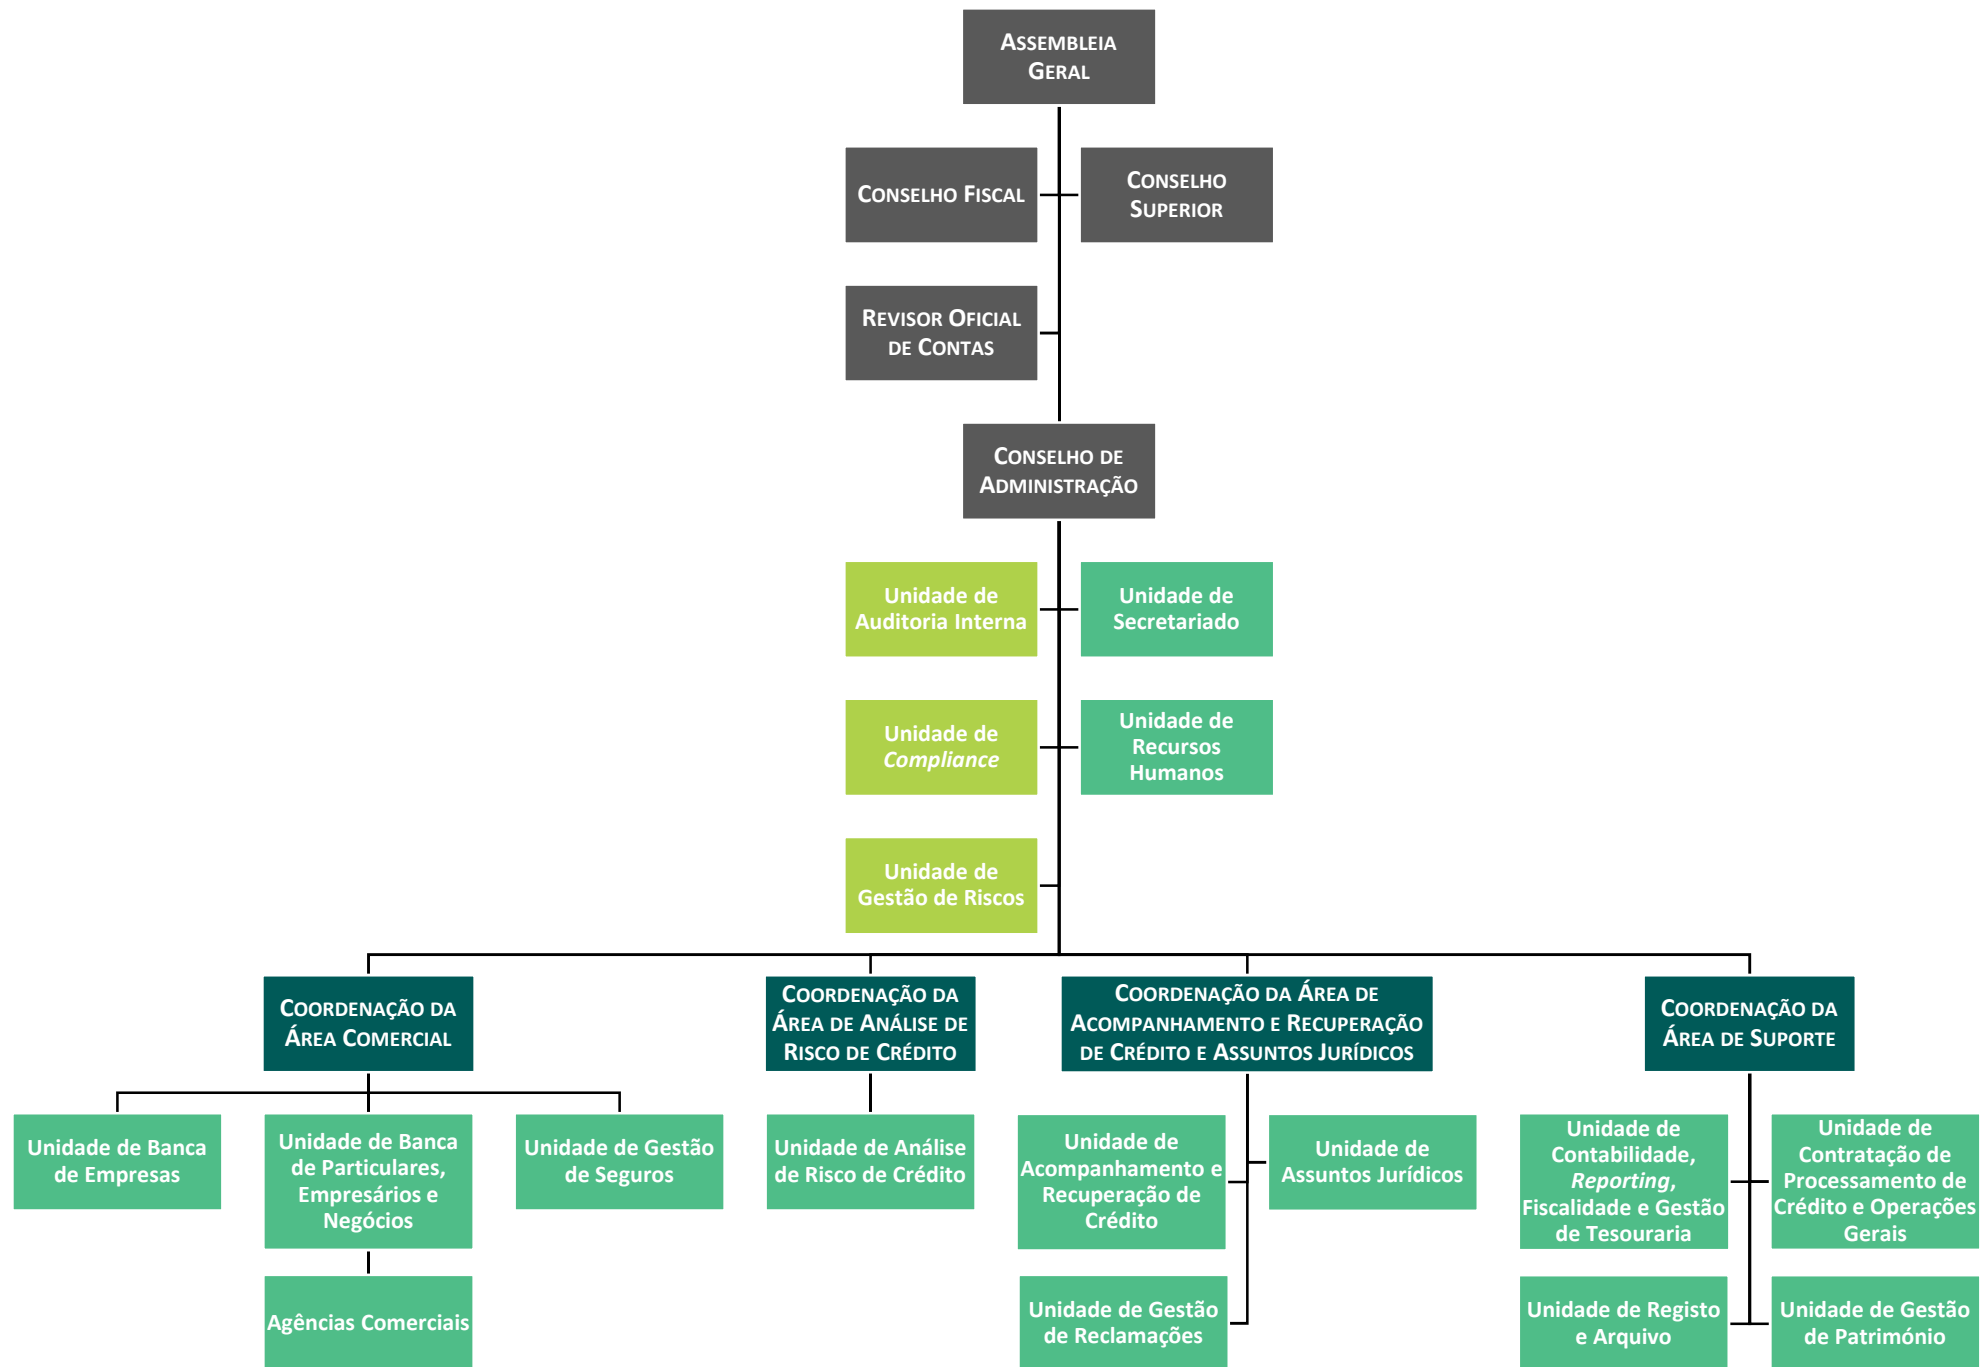 ASSEMBLEIA
GERAL
CONSELHO FISCAL
CONSELHO
SUPERIOR
REVISOR OFICIAL
DE CONTAS
CONSELHO DE
ADMINISTRAÇÃO
Unidade de
Auditoria Interna
Unidade de
Secretariado
Unidade de
Compliance
Unidade de
Recursos
Humanos
Unidade de
Gestão de Riscos
COORDENAÇÃO DA
ÁREA COMERCIAL
COORDENAÇÃO DA
ÁREA DE ANÁLISE DE
RISCO DE CRÉDITO
COORDENAÇÃO DA ÁREA DE
ACOMPANHAMENTO E RECUPERAÇÃO
DE CRÉDITO E ASSUNTOS JURÍDICOS
COORDENAÇÃO DA
ÁREA DE SUPORTE
Unidade de Banca
de Empresas
Unidade de Banca
de Particulares,
Empresários e
Negócios
Unidade de Gestão
de Seguros
Unidade de Análise
de Risco de Crédito
Unidade de
Acompanhamento e
Recuperação de
Crédito
Unidade de
Assuntos Jurídicos
Unidade de
Contabilidade,
Reporting,
Fiscalidade e Gestão
de Tesouraria
Unidade de
Contratação de
Processamento de
Crédito e Operações
Gerais
Agências Comerciais
Unidade de Gestão
de Reclamações
Unidade de Registo
e Arquivo
Unidade de Gestão
de Património